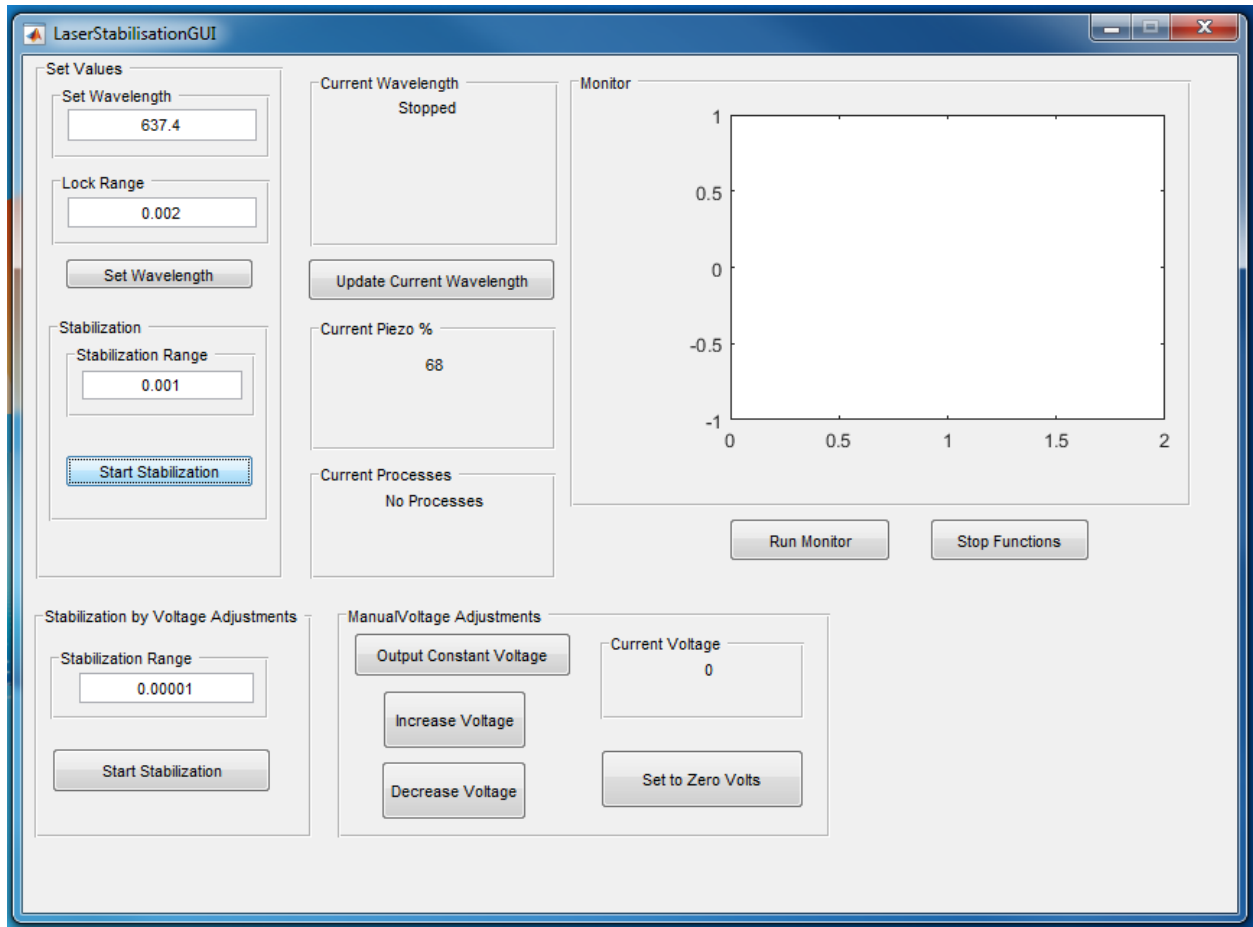 LaserStabilisationGUI
Set Values
Set Wavelength
637.4
Lock Range
0.002
Set Wavelength
Stabilization
Stabilization Range
0.001
Start Stabilization
Current Wavelength
Stopped
Update Current Wavelength
Current Piezo %
68
Current Processes
No Processes
Monitor
1
0.5
0
-0.5
-1
0 0.5 1 1.5 2
Run Monitor
Stop Functions
Stabilization by Voltage Adjustments
Stabilization Range
0.00001
Start Stabilization
ManualVoltage Adjustments
Output Constant Voltage
Increase Voltage
Decrease Voltage
Current Voltage
0
Set to Zero Volts